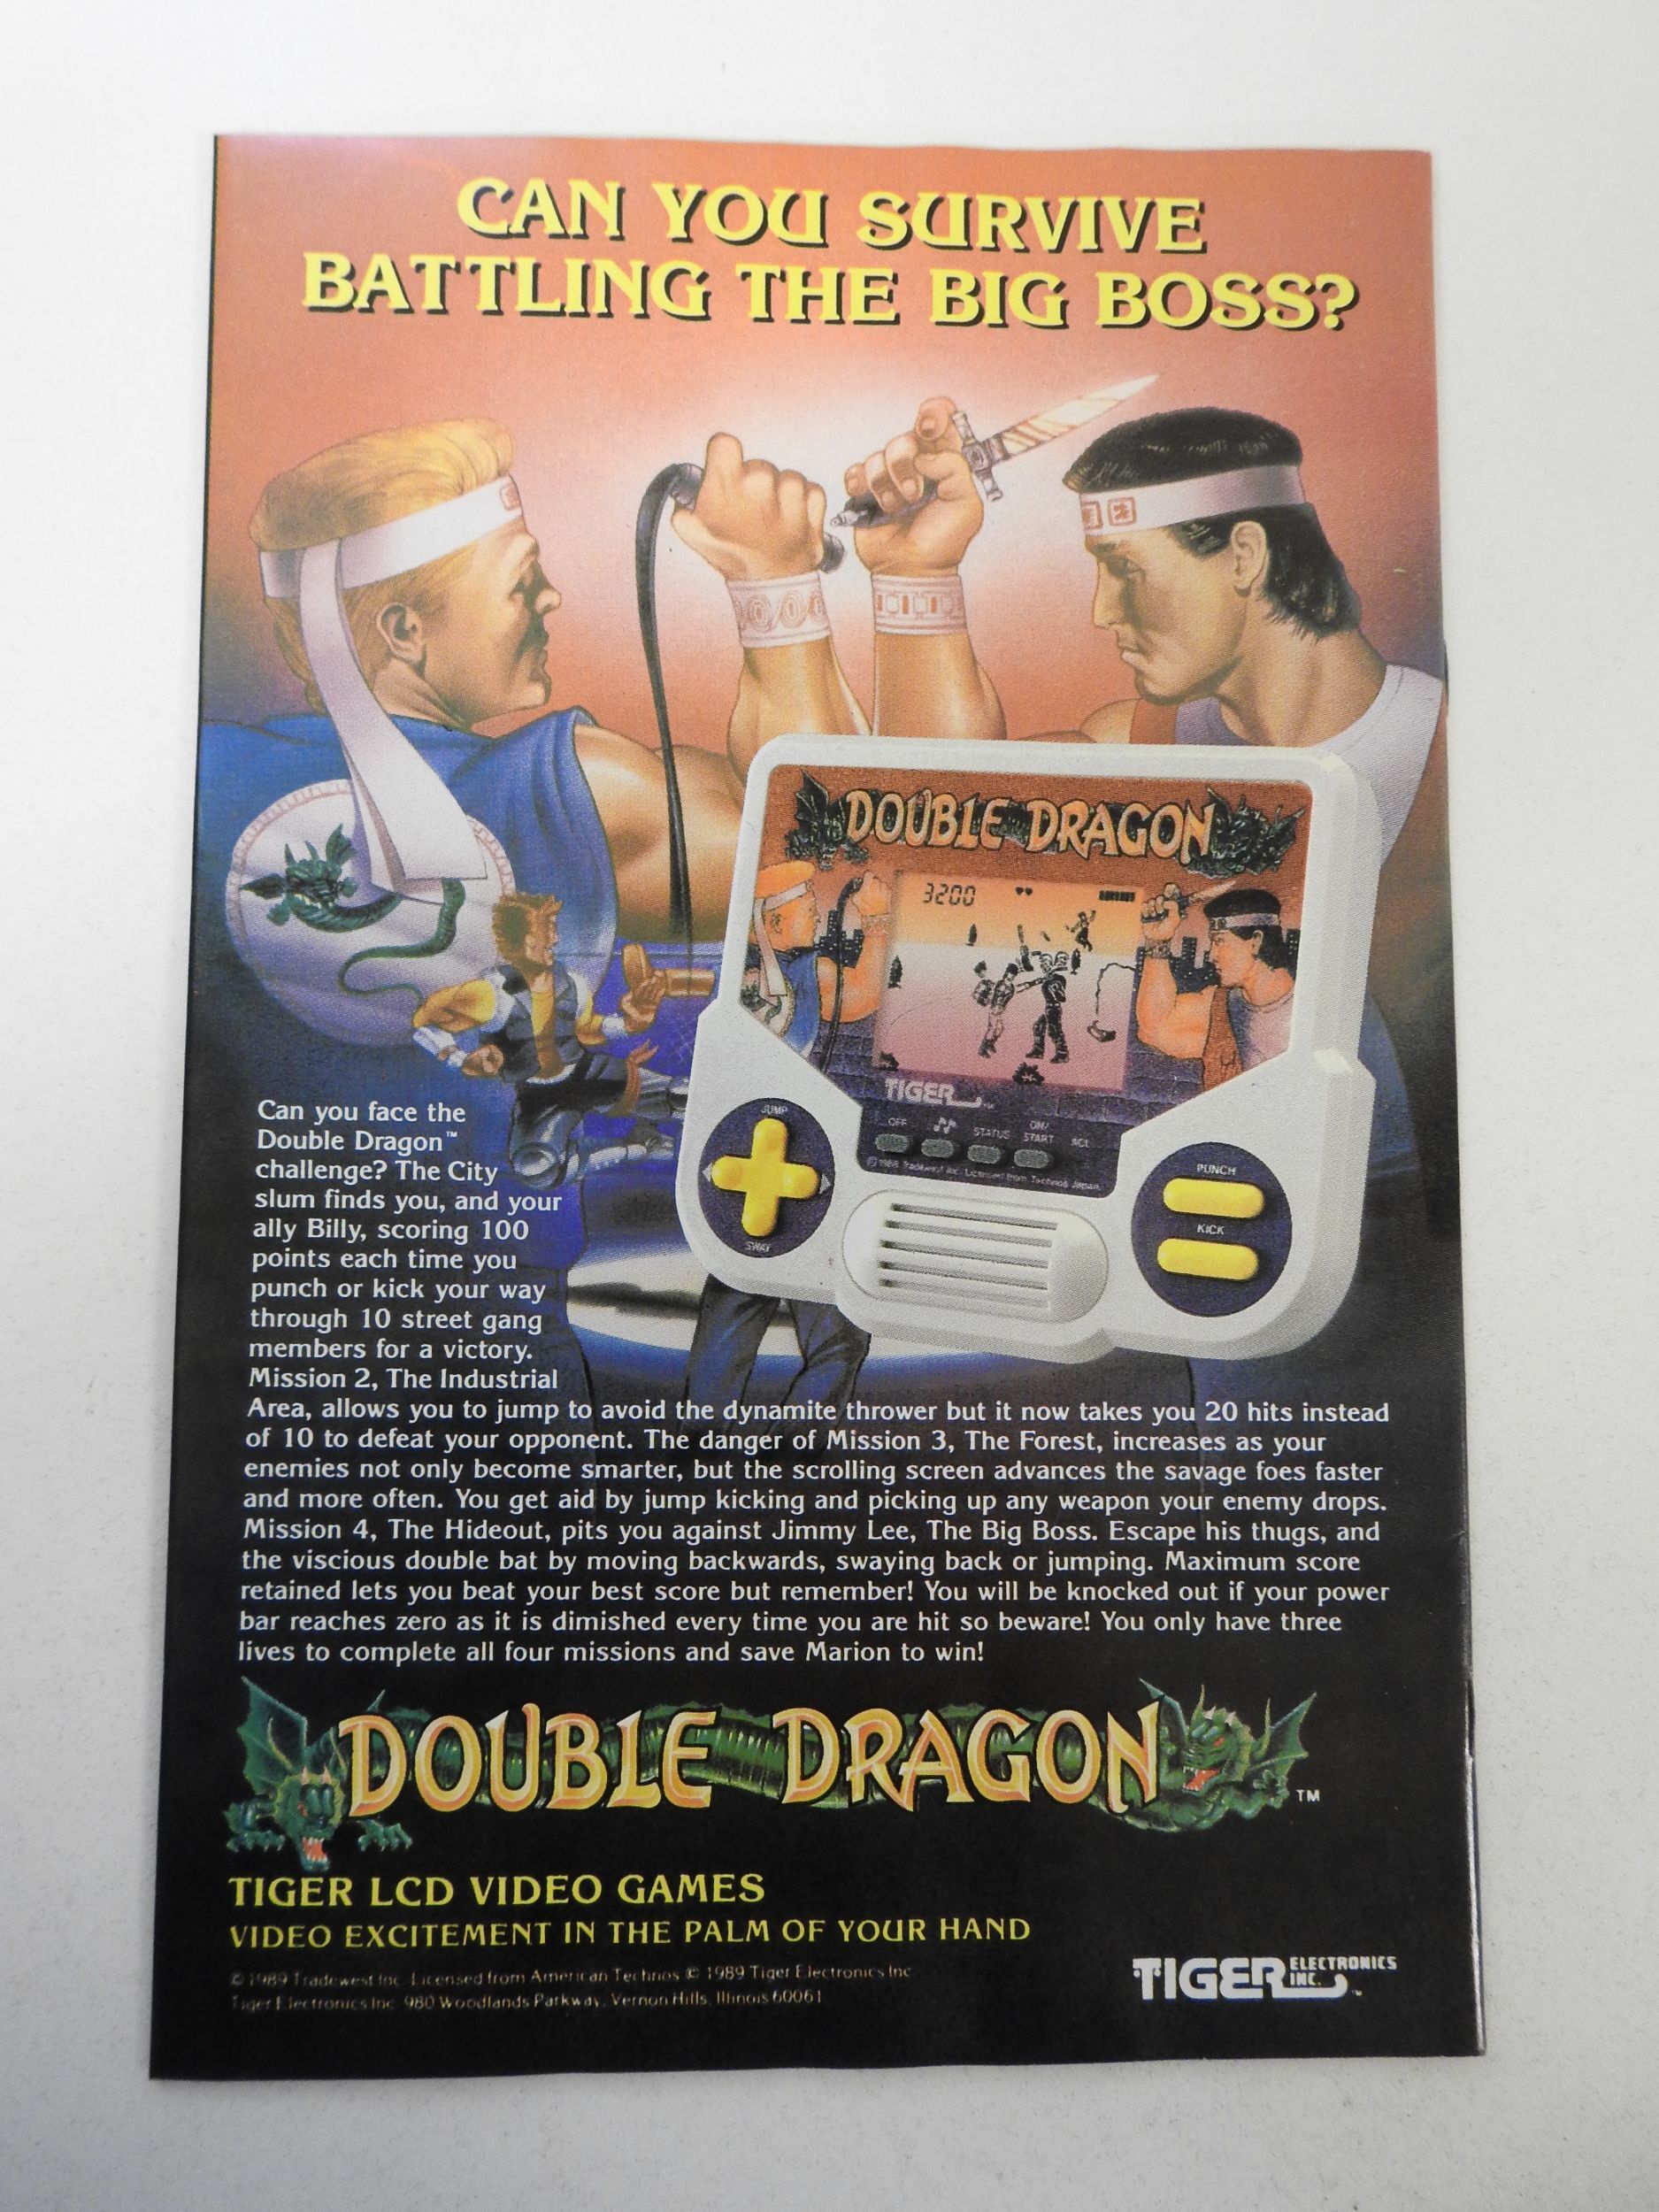 CAN YOU SURVIVE
BATTLING THE BIG BOSS?
DOUBLE DRAGON
3200
TIGER
JUMP
SWAY
OFF
STATUS
ON/
START
ACL
© 1988 Tradewest Inc. Licensed from Technos Japan.
PUNCH
KICK
Can you face the
Double Dragon™
challenge? The City
slum finds you, and your
ally Billy, scoring 100
points each time you
punch or kick your way
through 10 street gang
members for a victory.
Mission 2, The Industrial
Area, allows you to jump to avoid the dynamite thrower but it now takes you 20 hits instead
of 10 to defeat your opponent. The danger of Mission 3, The Forest, increases as your
enemies not only become smarter, but the scrolling screen advances the savage foes faster
and more often. You get aid by jump kicking and picking up any weapon your enemy drops.
Mission 4, The Hideout, pits you against Jimmy Lee, The Big Boss. Escape his thugs, and
the viscious double bat by moving backwards, swaying back or jumping. Maximum score
retained lets you beat your best score but remember! You will be knocked out if your power
bar reaches zero as it is dimished every time you are hit so beware! You only have three
lives to complete all four missions and save Marion to win!
DOUBLE DRAGON™
TIGER LCD VIDEO GAMES
VIDEO EXCITEMENT IN THE PALM OF YOUR HAND
© 1989 Tradewest Inc. Licensed from American Technos © 1989 Tiger Electronics Inc
Tiger Electronics Inc. 980 Woodlands Parkway, Vernon Hills, Illinois 60061
TIGER ELECTRONICS INC.™